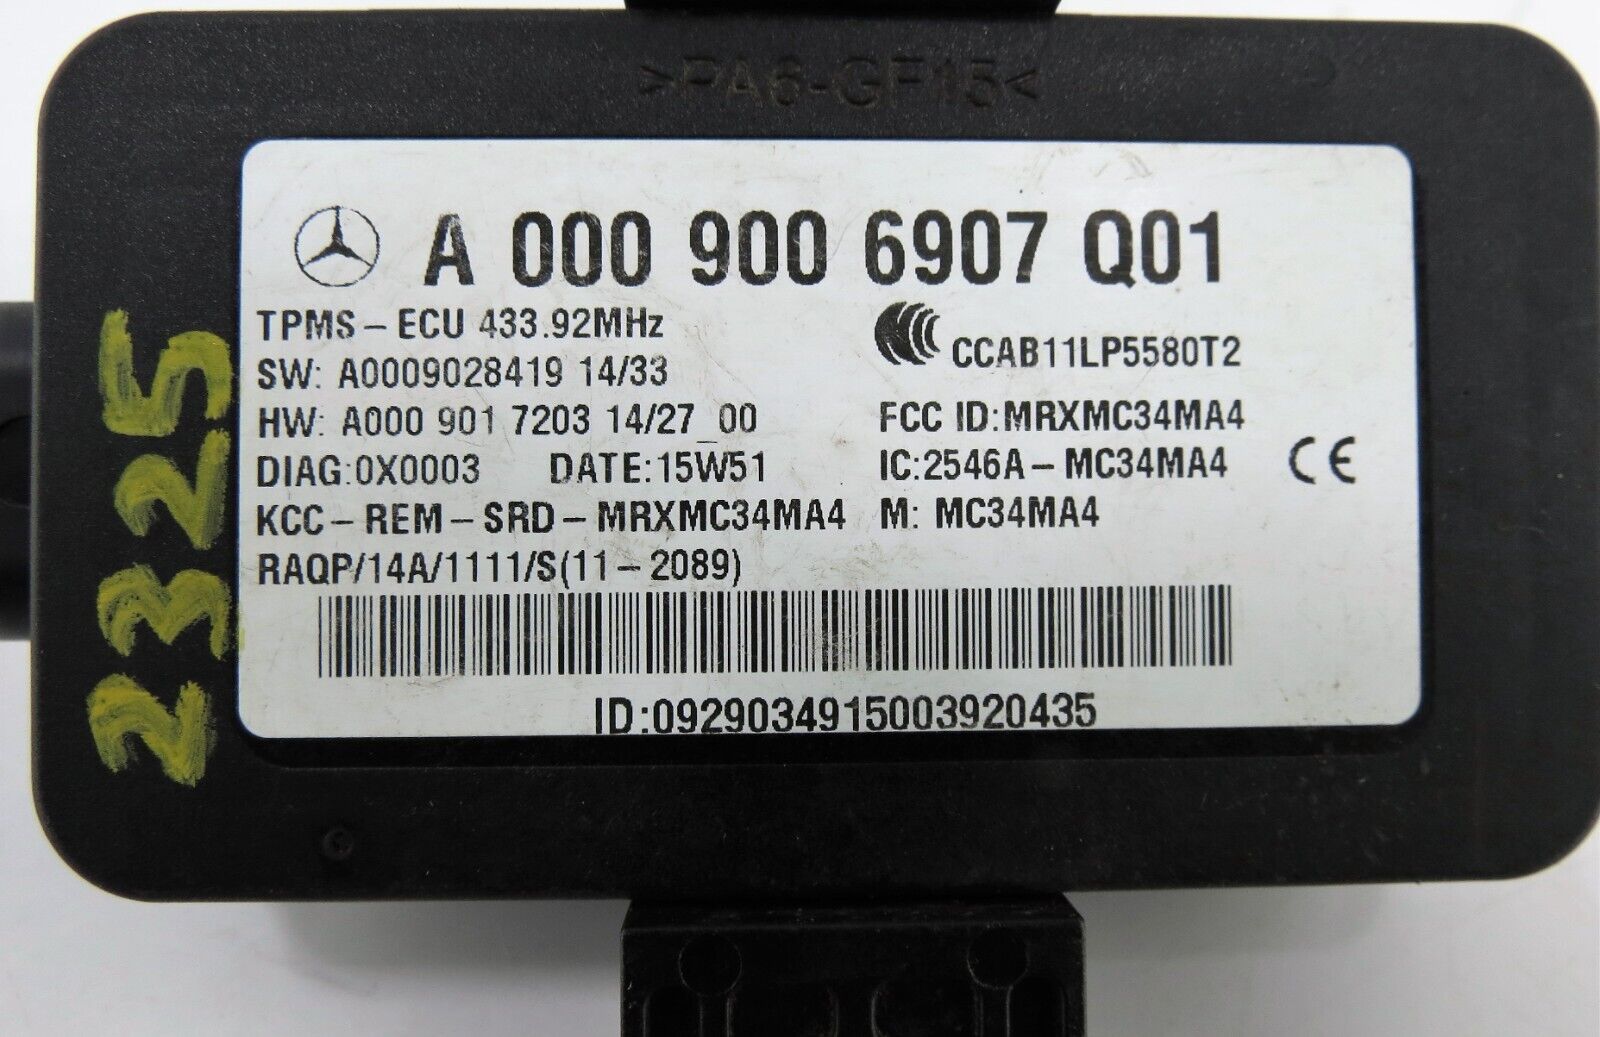 >PA6-GF15<
A 000 900 6907 Q01
TPMS-ECU 433.92MHz
CCAB11LP5580T2
SW: A0009028419 14/33
HW: A000 901 7203 14/27_00
FCC ID:MRXMC34MA4
DIAG:0X0003 DATE:15W51
IC:2546A-MC34MA4
CE
KCC-REM-SRD-MRXMC34MA4
M: MC34MA4
RAQP/14A/1111/S(11-2089)
ID:0929034915003920435
2325